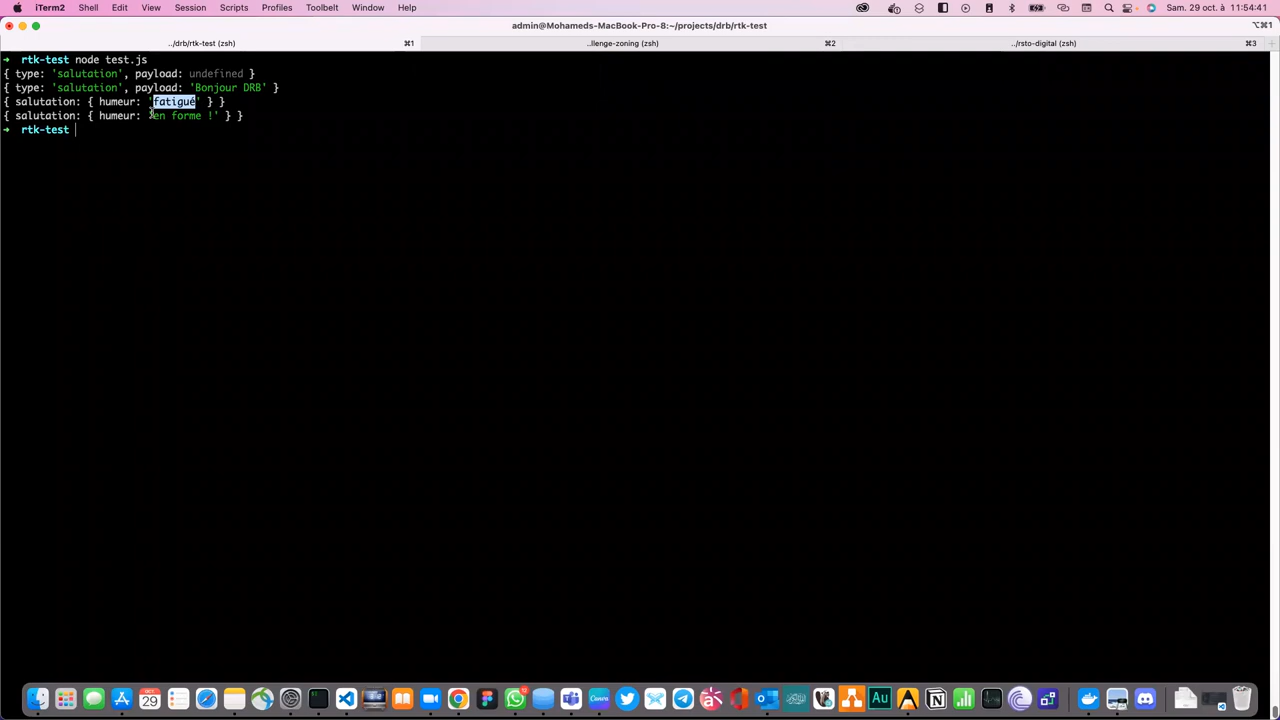 iTerm2 Shell Edit View Session Scripts Profiles Toolbelt Window Help Sam. 29 oct. à 11:54:41
admin@Mohameds-MacBook-Pro-8:~/projects/drb/rtk-test ⌥⌘1
../drb/rtk-test (zsh) ⌘1 ..llenge-zoning (zsh) ⌘2 ../rsto-digital (zsh) ⌘3
➜ rtk-test node test.js
{ type: 'salutation', payload: undefined }
{ type: 'salutation', payload: 'Bonjour DRB' }
{ salutation: { humeur: 'fatigué' } }
{ salutation: { humeur: 'en forme !' } }
➜ rtk-test